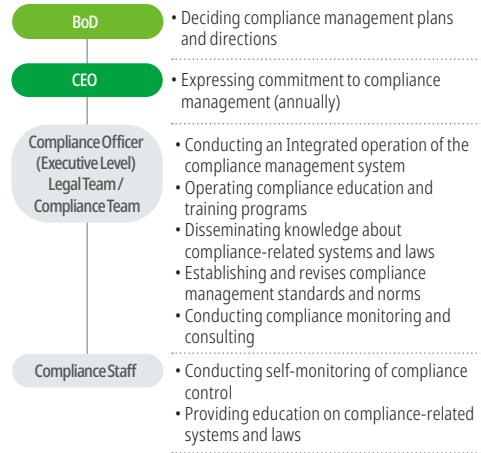 BoD
• Deciding compliance management plans
and directions
CEO
• Expressing commitment to compliance
management (annually)
Compliance Officer
(Executive Level)
Legal Team /
Compliance Team
• Conducting an Integrated operation of the
compliance management system
• Operating compliance education and
training programs
• Disseminating knowledge about
compliance-related systems and laws
• Establishing and revises compliance
management standards and norms
• Conducting compliance monitoring and
consulting
Compliance Staff
• Conducting self-monitoring of compliance
control
• Providing education on compliance-related
systems and laws